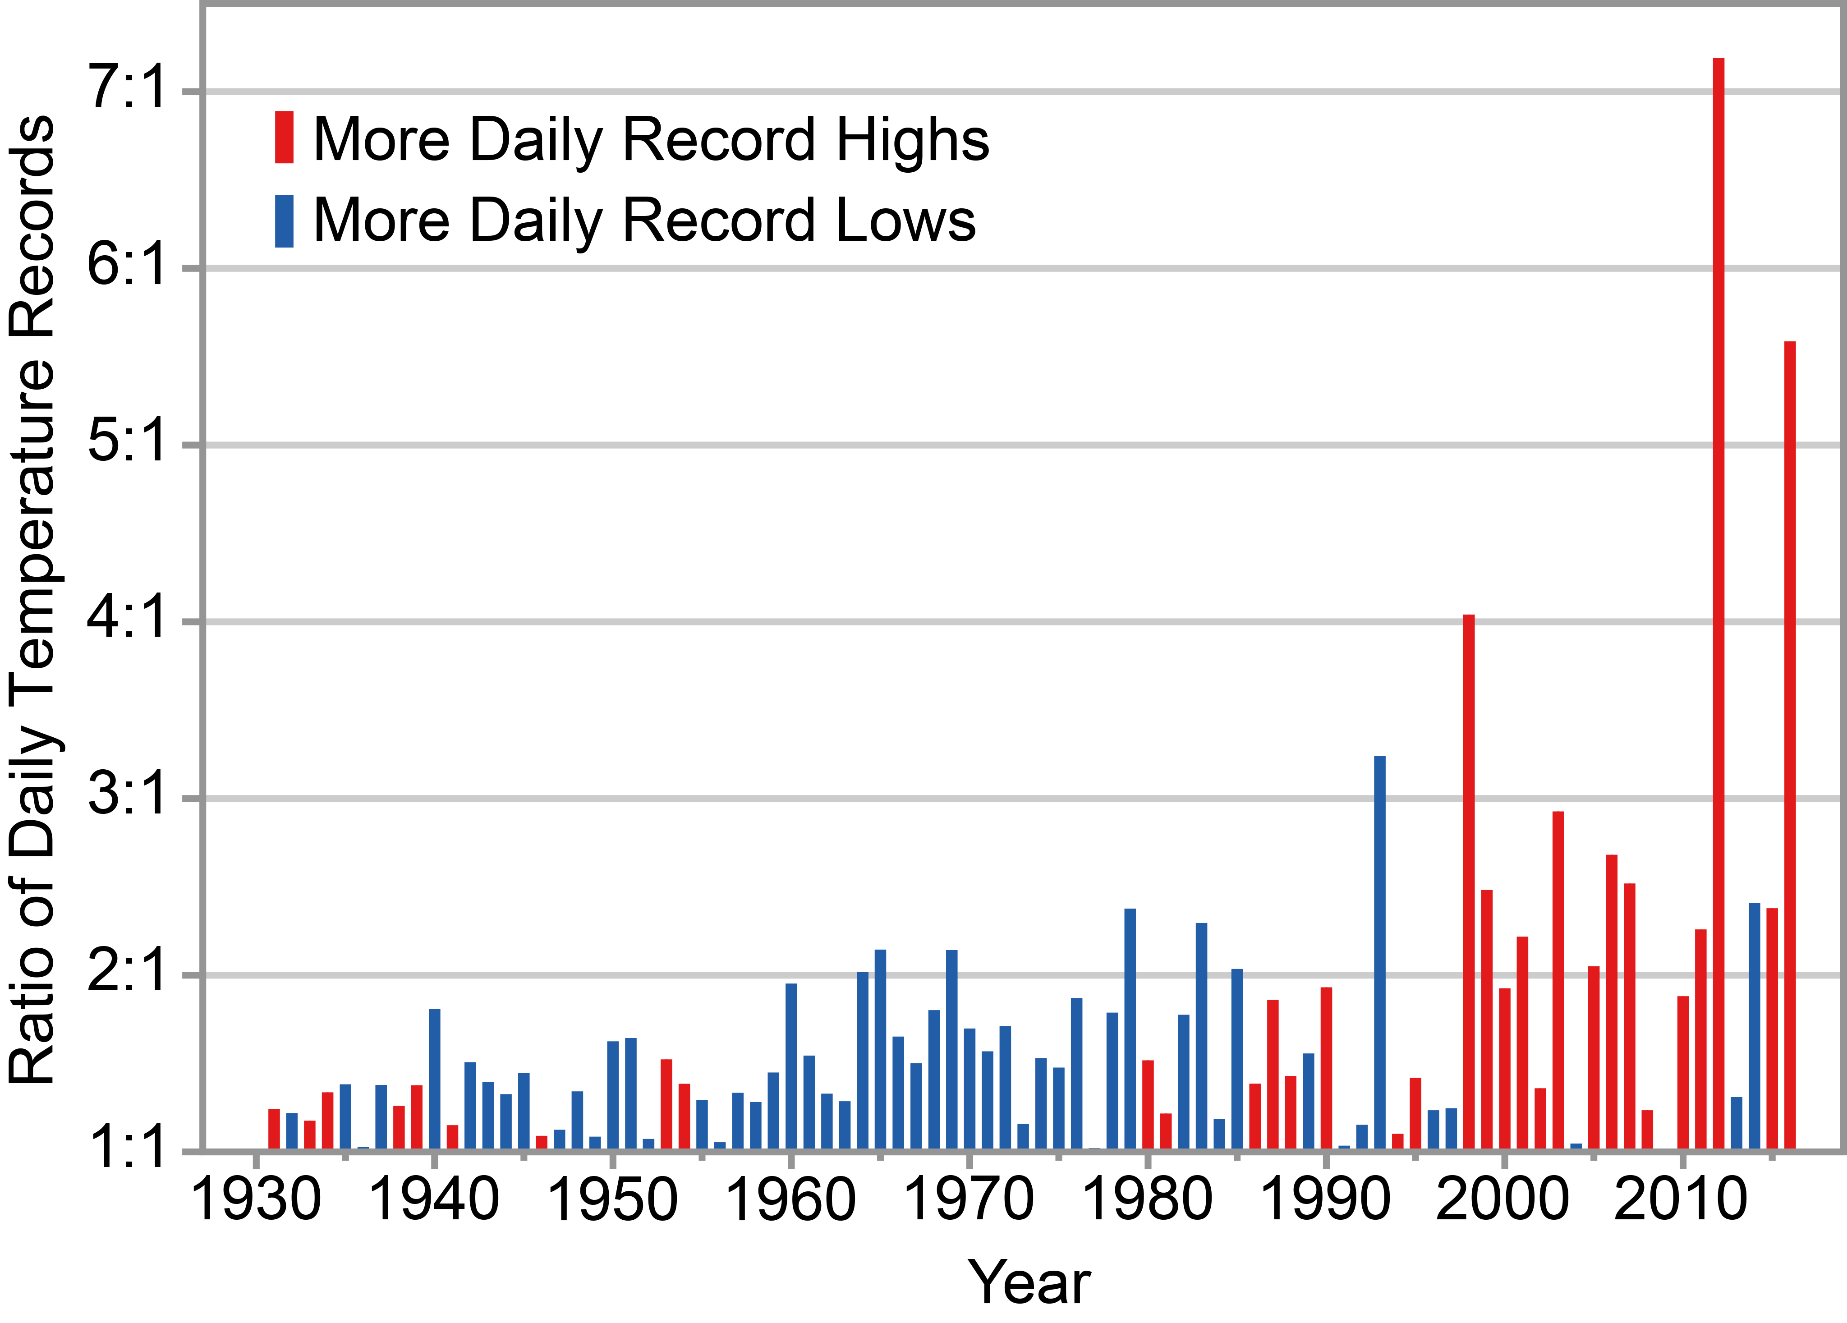 Ratio of Daily Temperature Records
7:1
6:1
5:1
4:1
3:1
2:1
1:1
More Daily Record Highs
More Daily Record Lows
1930 1940 1950 1960 1970 1980 1990 2000 2010
Year